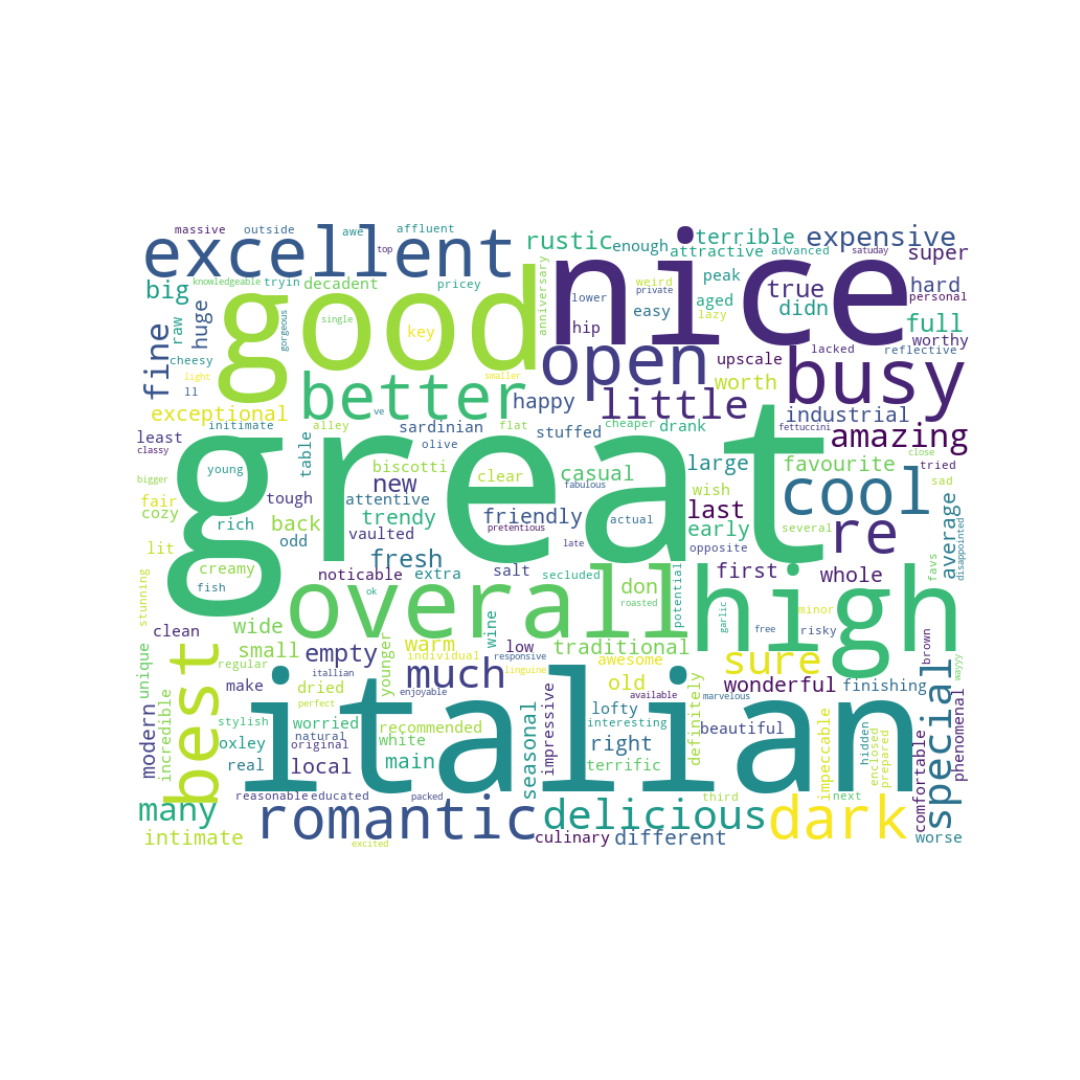 massive
outside
awe
affluent
excellent
top
rustic
enough
terrible
attractive
advanced
expensive
satuday
super
nice
knowledgeable
tryin
decadent
pricey
big
good
anniversary
weird
private
lower
peak
aged
true
didn
hard
personal
raw
huge
gorgeous
single
key
easy
lazy
hip
full
worthy
fine
cheesy
light
open
upscale
lacked
reflective
ll
better
smaller
happy
little
worth
busy
exceptional
initimate
alley
ve
sardinian
flat
cheaper
drank
industrial
fettuccini
amazing
least
classy
great
olive
stuffed
close
tried
bigger
young
table
biscotti
clear
casual
fabulous
large
favourite
sad
fair
cozy
tough
new
attentive
wish
cool
last
average
rich
back
trendy
friendly
pretentious
actual
early
several
re
disappointed
lit
odd
vaulted
late
opposite
creamy
fresh
favs
stunning
fish
noticable
extra
salt
secluded
don
potential
first
whole
ok
overall
roasted
garlic
high
minor
clean
wide
wine
free
risky
brown
unique
best
small
empty
warm
low
traditional
sure
wayyy
regular
younger
individual
responsive
awesome
much
itallian
linguine
wonderful
finishing
special
make
dried
enjoyable
old
available
marvelous
modern
incredible
perfect
italian
seasonal
impressive
lofty
definitely
impeccable
hidden
phenomenal
stylish
worried
recommended
interesting
beautiful
oxley
natural
original
white
right
enclosed
prepared
real
local
main
terrific
comfortable
reasonable
educated
packed
third
next
many
romantic
delicious
dark
intimate
excited
culinary
different
worse